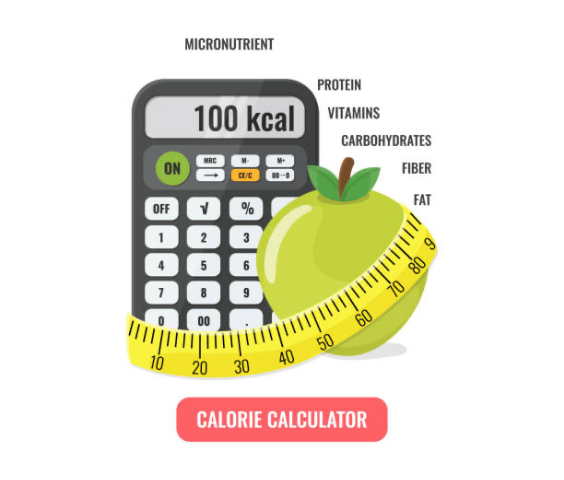 MICRONUTRIENT
PROTEIN
VITAMINS
CARBOHYDRATES
FIBER
FAT
100 kcal
ON
MRC M- M+
→ CE/C 00→0
OFF √ %
1 2 3
4 5 6
7 8 9
0 00 .
10 20 30 40 50 60 70 80 9
CALORIE CALCULATOR